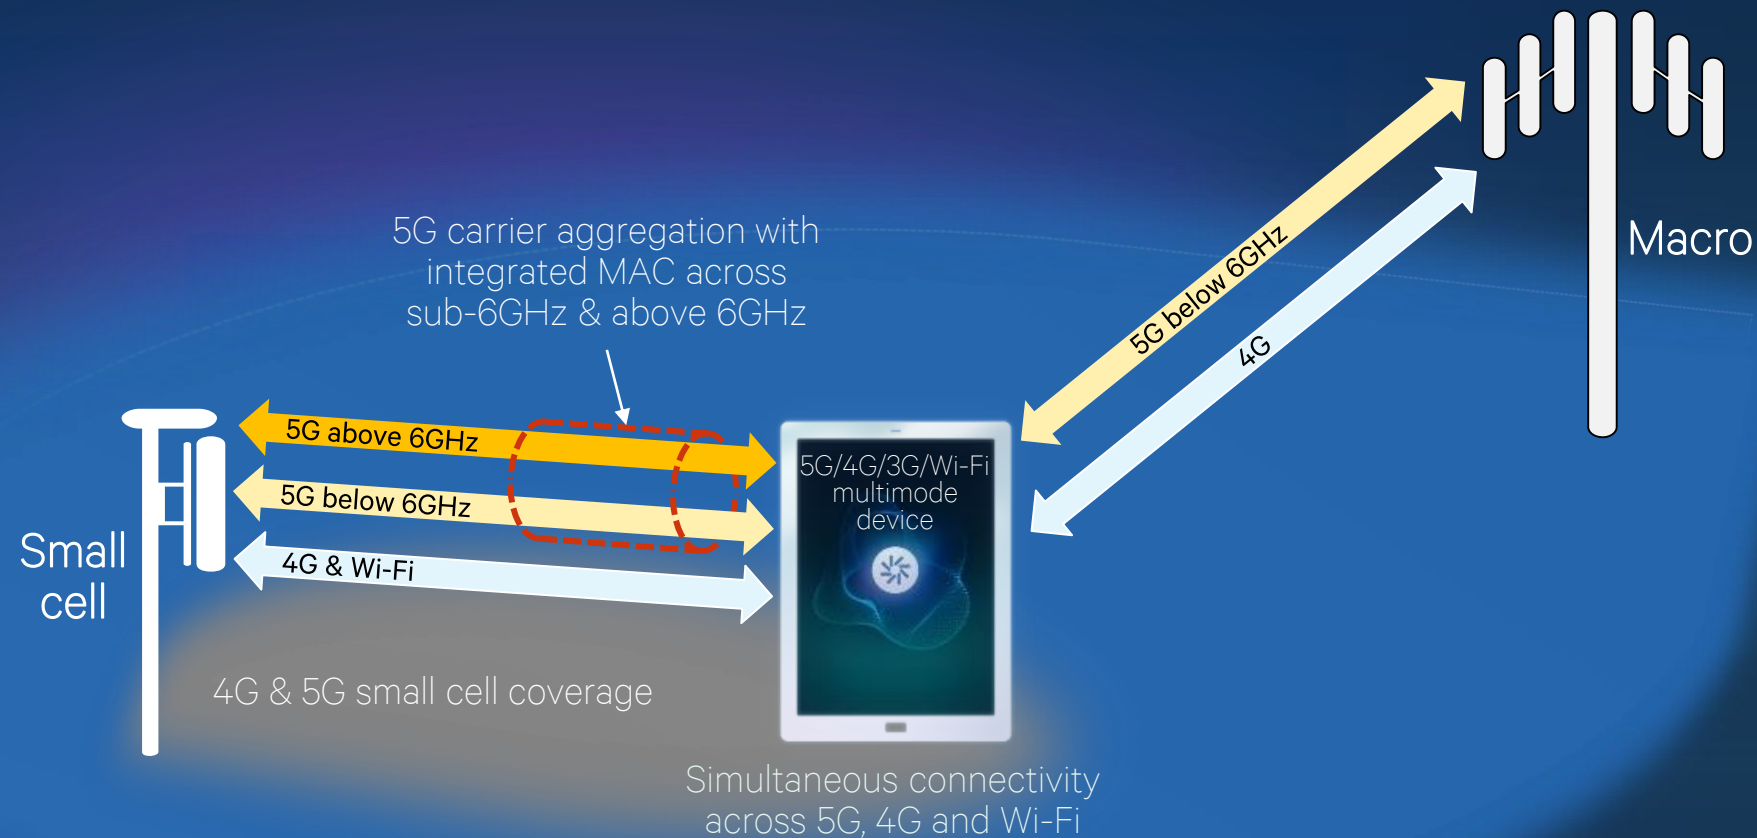 Macro
5G below 6GHz
4G
5G carrier aggregation with
integrated MAC across
sub-6GHz & above 6GHz
5G above 6GHz
5G below 6GHz
4G & Wi-Fi
Small
cell
5G/4G/3G/Wi-Fi
multimode
device
4G & 5G small cell coverage
Simultaneous connectivity
across 5G, 4G and Wi-Fi